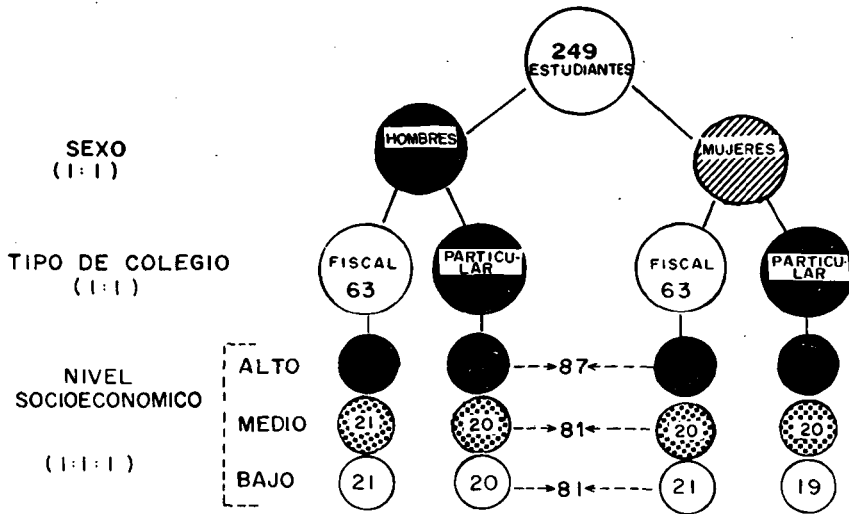 249
ESTUDIANTES
SEXO
(1:1)
HOMBRES
MUJERES
TIPO DE COLEGIO
(1:1)
FISCAL
63
PARTICU-
LAR
FISCAL
63
PARTICU-
LAR
NIVEL
SOCIOECONOMICO
(1:1:1)
ALTO
87
MEDIO
21
20
81
20
20
BAJO
21
20
81
21
19